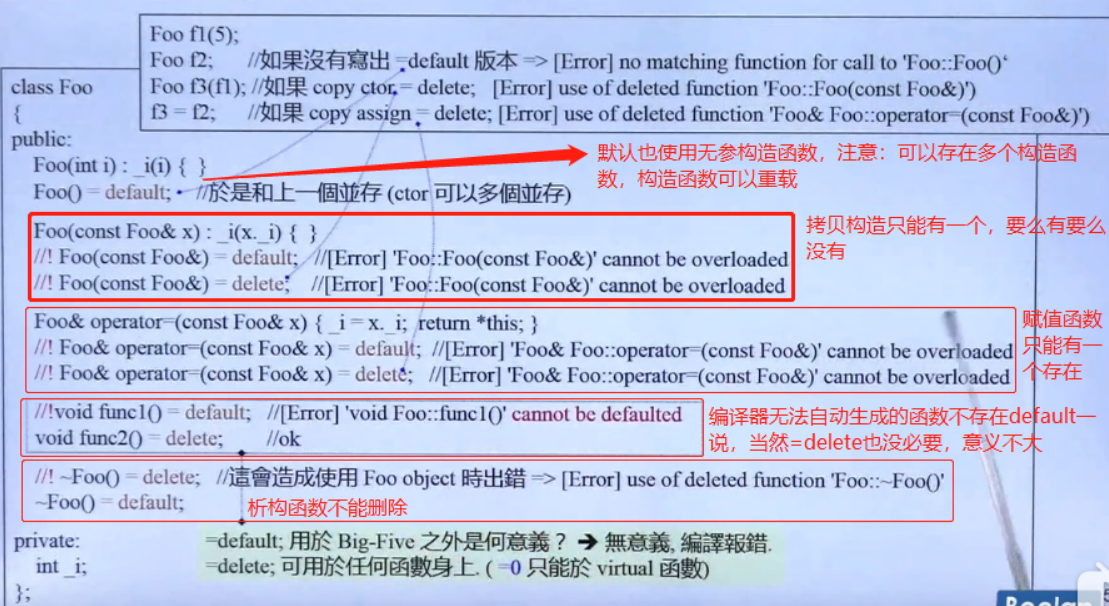 Foo f1(5);
Foo f2; //如果沒有寫出 =default 版本 => [Error] no matching function for call to 'Foo::Foo()‘
Foo f3(f1); //如果 copy ctor = delete; [Error] use of deleted function 'Foo::Foo(const Foo&)')
f3 = f2; //如果 copy assign = delete; [Error] use of deleted function 'Foo& Foo::operator=(const Foo&)')
class Foo
{
public:
Foo(int i) : _i(i) { }
Foo() = default; //於是和上一個並存 (ctor 可以多個並存)
默认也使用无参构造函数，注意：可以存在多个构造函
数，构造函数可以重载
Foo(const Foo& x) : _i(x._i) { }
//! Foo(const Foo&) = default; //[Error] 'Foo::Foo(const Foo&)' cannot be overloaded
//! Foo(const Foo&) = delete; //[Error] 'Foo::Foo(const Foo&)' cannot be overloaded
拷贝构造只能有一个，要么有要么
没有
Foo& operator=(const Foo& x) { _i = x._i; return *this; }
//! Foo& operator=(const Foo& x) = default; //[Error] 'Foo& Foo::operator=(const Foo&)' cannot be overloaded
//! Foo& operator=(const Foo& x) = delete; //[Error] 'Foo& Foo::operator=(const Foo&)' cannot be overloaded
赋值函数
只能有一
个存在
//!void func1() = default; //[Error] 'void Foo::func1()' cannot be defaulted
void func2() = delete; //ok
编译器无法自动生成的函数不存在default一
说，当然=delete也没必要，意义不大
//! ~Foo() = delete; //這會造成使用 Foo object 時出錯 => [Error] use of deleted function 'Foo::~Foo()'
~Foo() = default;
析构函数不能删除
private:
int _i;
};
=default; 用於 Big-Five 之外是何意義？ ➔ 無意義, 編譯報錯.
=delete; 可用於任何函數身上. ( =0 只能於 virtual 函數)
Boolan